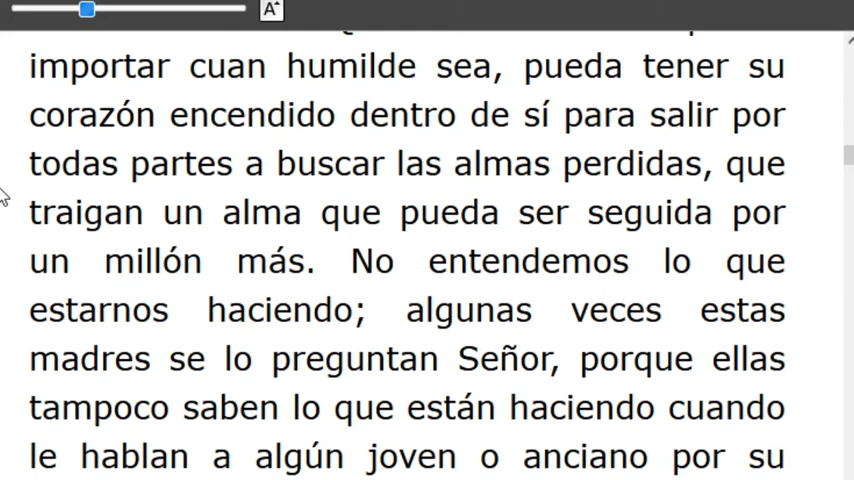 A
importar cuan humilde sea, pueda tener su
corazón encendido dentro de sí para salir por
todas partes a buscar las almas perdidas, que
traigan un alma que pueda ser seguida por
un millón más. No entendemos lo que
estarnos haciendo; algunas veces estas
madres se lo preguntan Señor, porque ellas
tampoco saben lo que están haciendo cuando
le hablan a algún joven o anciano por su